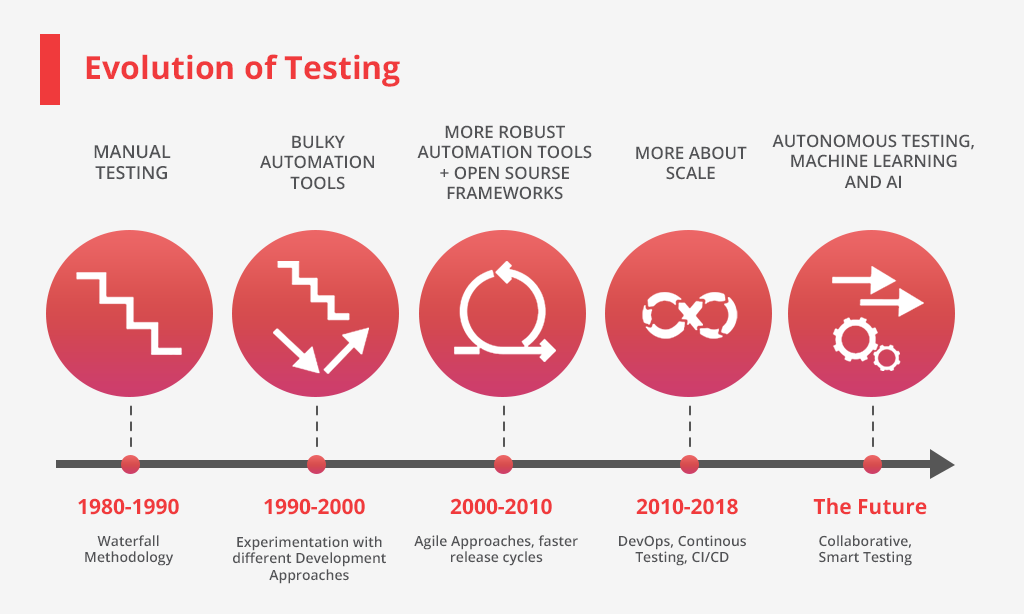 Evolution of Testing
MANUAL
TESTING
BULKY
AUTOMATION
TOOLS
MORE ROBUST
AUTOMATION TOOLS
+ OPEN SOURSE
FRAMEWORKS
MORE ABOUT
SCALE
AUTONOMOUS TESTING,
MACHINE LEARNING
AND AI
1980-1990
Waterfall
Methodology
1990-2000
Experimentation with
different Development
Approaches
2000-2010
Agile Approaches, faster
release cycles
2010-2018
DevOps, Continous
Testing, CI/CD
The Future
Collaborative,
Smart Testing